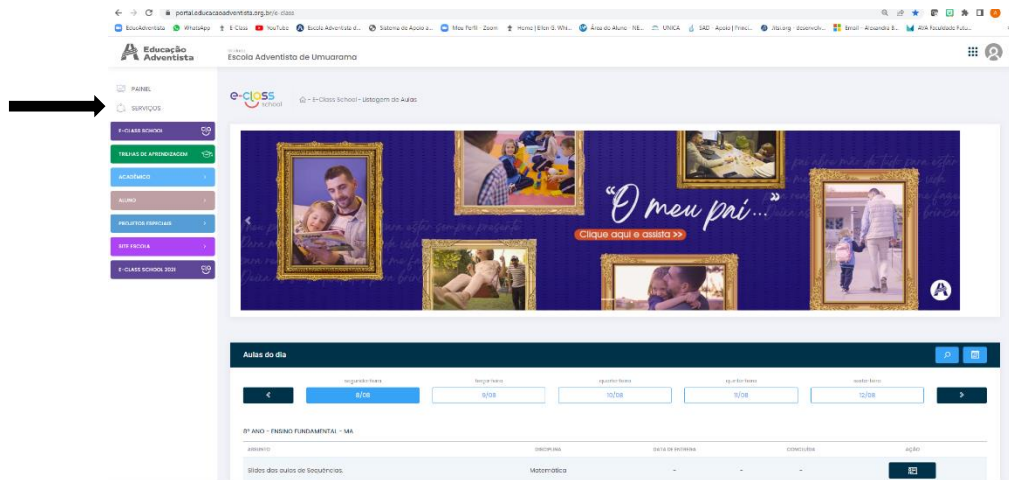 portal.educacaoadventista.org.br/e-class
EducAdventista WhatsApp E-Class YouTube Escola Adventista d... Sistema de Apoio a... Meu Perfil - Zoom Home | Ellen G. Whi... Área do Aluno - NE... UNICA SAD - Apoio | Princi... Email - Alexandre B... AVA Faculdade Futu...
Educação
Adventista
Escola Adventista de Umuarama
PAINEL
SERVIÇOS
E-CLASS SCHOOL
TRILHAS DE APRENDIZAGEM
ACADÊMICO
ALUNO
PROJETOS ESPECIAIS
SITE ESCOLA
E-CLASS SCHOOL 2021
e-class
school
- E-Class School - Listagem de Aulas
“O meu pai...”
Clique aqui e assista >>
Aulas do dia
segunda-feira terça-feira quarta-feira quinta-feira sexta-feira
8/08 9/08 10/08 11/08 12/08
8º ANO - ENSINO FUNDAMENTAL - MA
ASSUNTO DISCIPLINA DATA DE ENTREGA CONCLUÍDA AÇÃO
Slides das aulas de Sequências. Matemática - - -